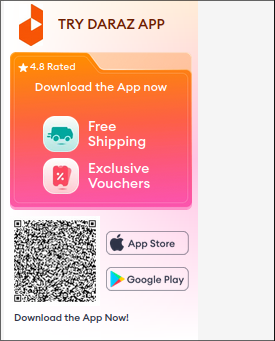 TRY DARAZ APP
4.8 Rated
Download the App now
Free
Shipping
Exclusive
Vouchers
App Store
Google Play
Download the App Now!